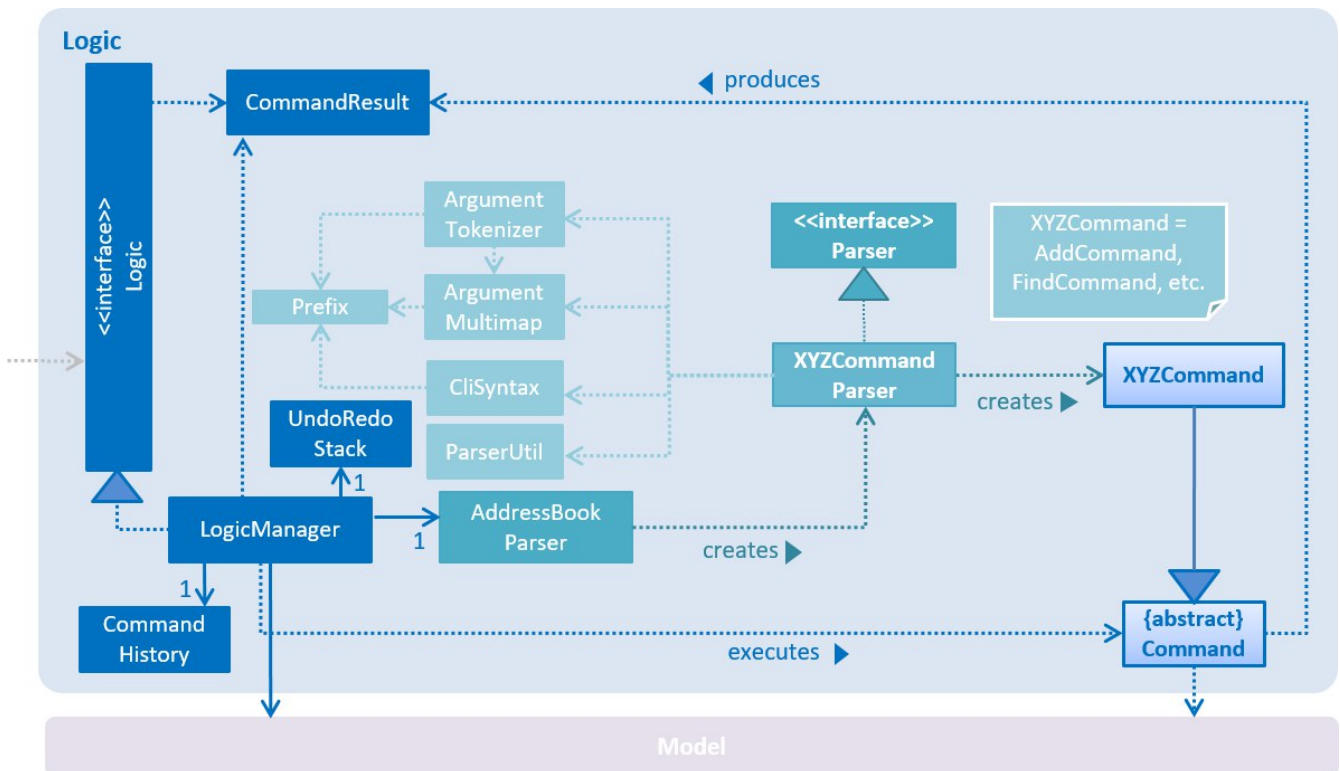 Logic
<<interface>>
Logic
CommandResult
produces
Argument
Tokenizer
<<interface>>
Parser
XYZCommand =
AddCommand,
FindCommand, etc.
Prefix
Argument
Multimap
XYZCommand
Parser
XYZCommand
creates
CliSyntax
UndoRedo
Stack
ParserUtil
1
LogicManager
1
AddressBook
Parser
creates
1
Command
History
executes
{abstract}
Command
Model